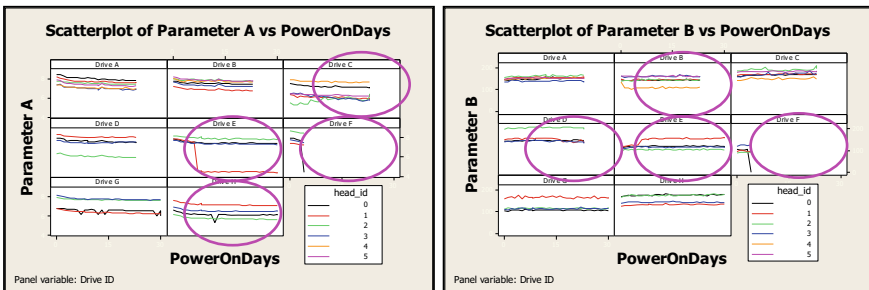 Scatterplot of Parameter A vs PowerOnDays
Drive A
Drive B
Drive C
Drive D
Drive E
Drive F
Drive G
Parameter A
head_id
0
1
2
3
4
5
PowerOnDays
Panel variable: Drive ID
Scatterplot of Parameter B vs PowerOnDays
Drive A
Drive B
Drive C
Drive D
Drive E
Drive F
Parameter B
head_id
0
1
2
3
4
5
PowerOnDays
Panel variable: Drive ID